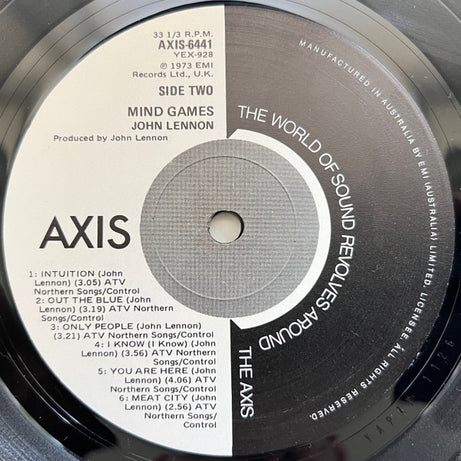 33 1/3 R.P.M.
AXIS-6441
YEX-928
℗ 1973 EMI
Records Ltd., U.K.
SIDE TWO
MIND GAMES
JOHN LENNON
Produced by John Lennon
AXIS
1: INTUITION (John
Lennon) (3.05) ATV
Northern Songs/Control
2: OUT THE BLUE (John
Lennon) (3.19) ATV
Northern Songs/Control
3: ONLY PEOPLE (John Lennon)
(3.21) ATV Northern Songs/Control
4: I KNOW (I Know) (John
Lennon) (3.56) ATV Northern
Songs/Control
5: YOU ARE HERE (John
Lennon) (4.06) ATV
Northern Songs/Control
6: MEAT CITY (John
Lennon) (2.56) ATV
Northern Songs/
Control
THE WORLD OF SOUND REVOLVES AROUND
THE AXIS
MANUFACTURED IN AUSTRALIA BY EMI (AUSTRALIA) LIMITED, LICENSEE. ALL RIGHTS RESERVED.